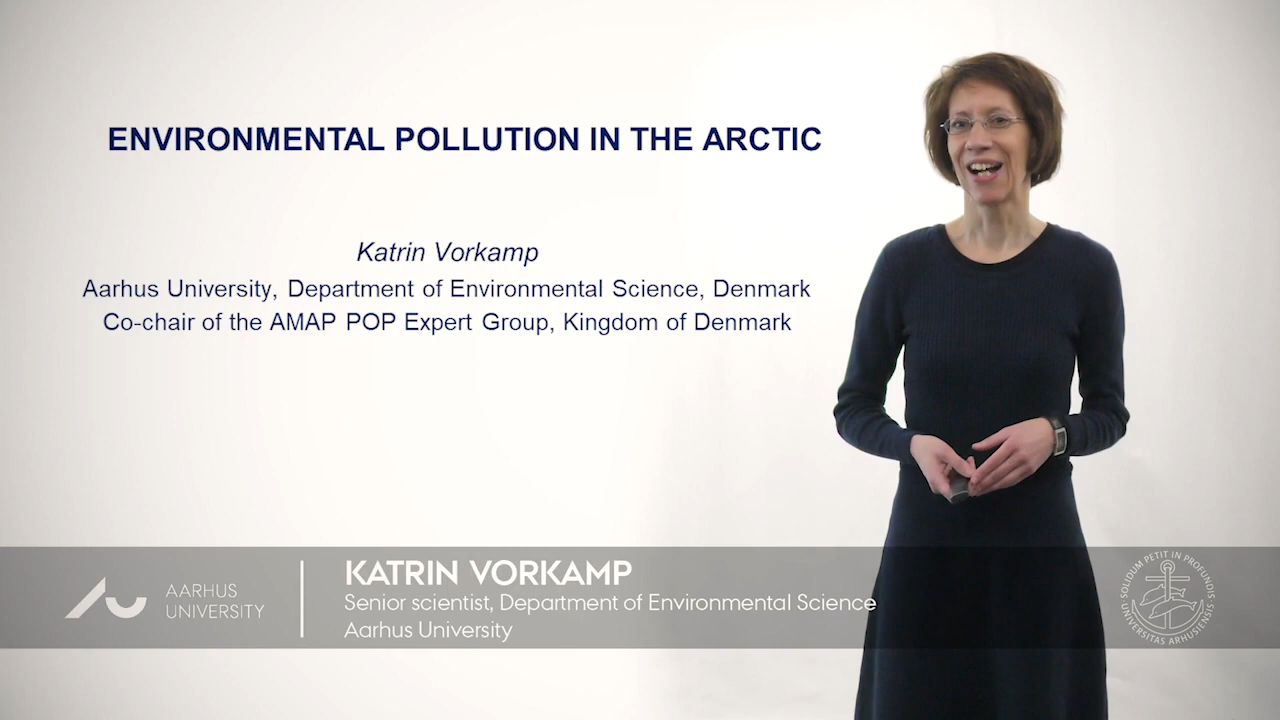 ENVIRONMENTAL POLLUTION IN THE ARCTIC
Katrin Vorkamp
Aarhus University, Department of Environmental Science, Denmark
Co-chair of the AMAP POP Expert Group, Kingdom of Denmark
AARHUS
UNIVERSITY
KATRIN VORKAMP
Senior scientist, Department of Environmental Science
Aarhus University
SOLIDUM PETIT IN PROFUNDIS
UNIVERSITAS ARHUSIENSIS